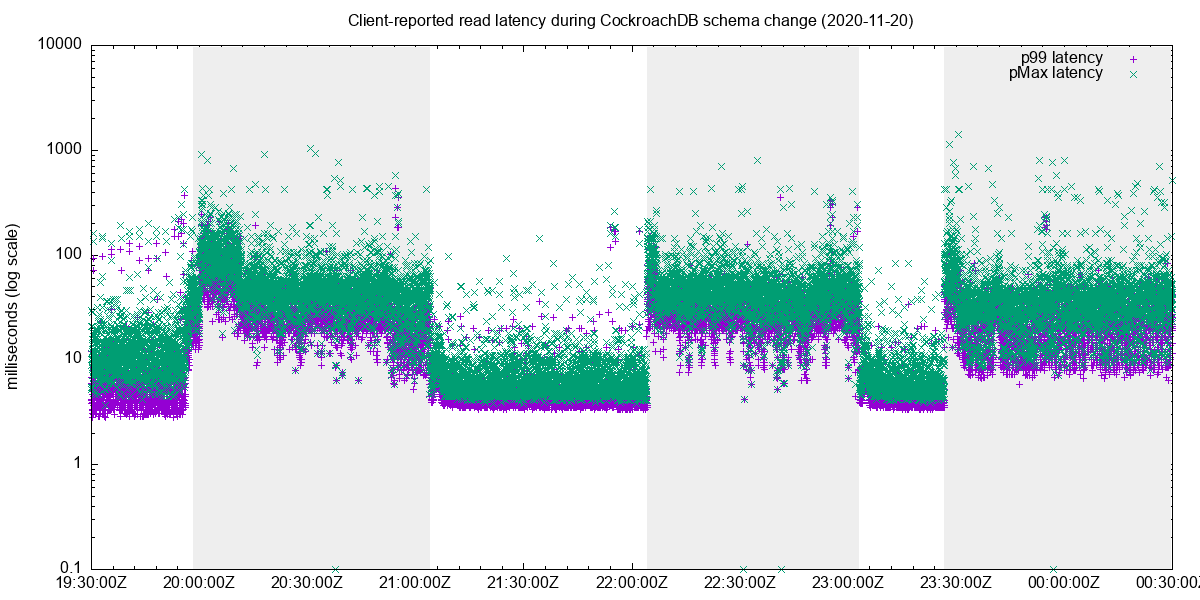 Client-reported read latency during CockroachDB schema change (2020-11-20)
10000
p99 latency
pMax latency
1000
milliseconds (log scale)
100
10
1
0.1
19:30:00Z 20:00:00Z 20:30:00Z 21:00:00Z 21:30:00Z 22:00:00Z 22:30:00Z 23:00:00Z 23:30:00Z 00:00:00Z 00:30:00Z